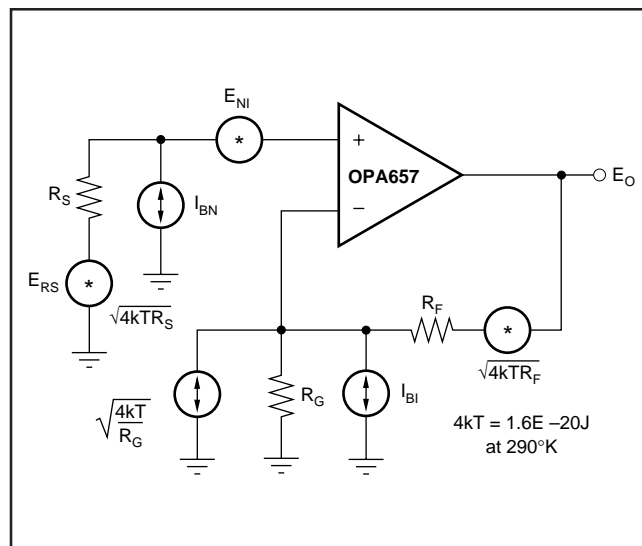 E_NI
+
OPA657
−
E_O
R_S
I_BN
E_RS
√4kTR_S
R_F
√4kTR_F
√4kT/R_G
R_G
I_BI
4kT = 1.6E –20J
at 290°K
*
*
*